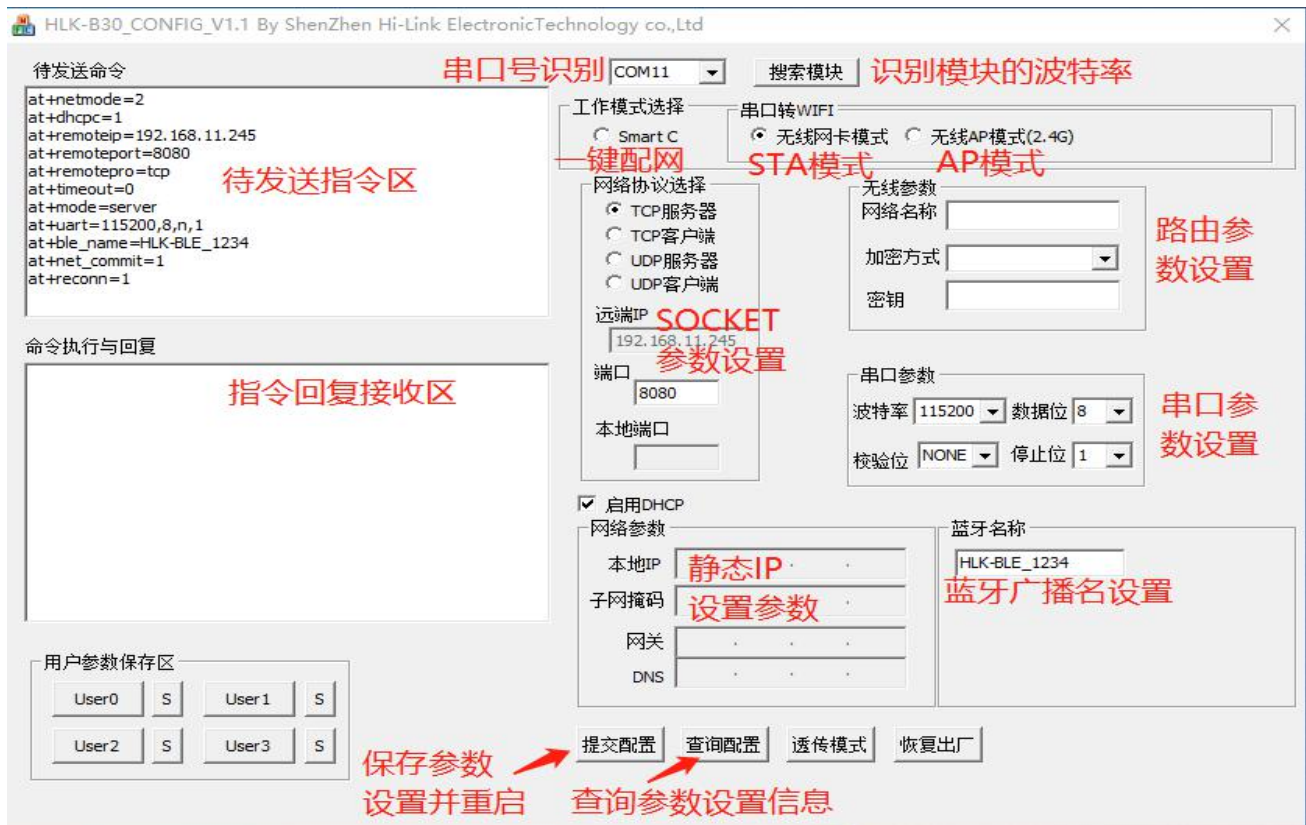 HLK-B30_CONFIG_V1.1 By ShenZhen Hi-Link ElectronicTechnology co.,Ltd
待发送命令
串口号识别 COM11 搜索模块 识别模块的波特率
at+netmode=2
at+dhcpc=1
at+remoteip=192.168.11.245
at+remoteport=8080
at+remotepro=tcp
at+timeout=0
at+mode=server
at+uart=115200,8,n,1
at+ble_name=HLK-BLE_1234
at+net_commit=1
at+reconn=1
待发送指令区
工作模式选择
Smart C
一键配网
串口转WIFI
无线网卡模式 无线AP模式(2.4G)
STA模式 AP模式
网络协议选择
TCP服务器
TCP客户端
UDP服务器
UDP客户端
远端IP
192.168.11.245
SOCKET
参数设置
端口
8080
本地端口
无线参数
网络名称
加密方式
密钥
路由参
数设置
串口参数
波特率 115200 数据位 8
校验位 NONE 停止位 1
串口参
数设置
命令执行与回复
指令回复接收区
启用DHCP
网络参数
本地IP
子网掩码
网关
DNS
静态IP
设置参数
蓝牙名称
HLK-BLE_1234
蓝牙广播名设置
用户参数保存区
User0 S User1 S
User2 S User3 S
提交配置 查询配置 透传模式 恢复出厂
保存参数
设置并重启
查询参数设置信息